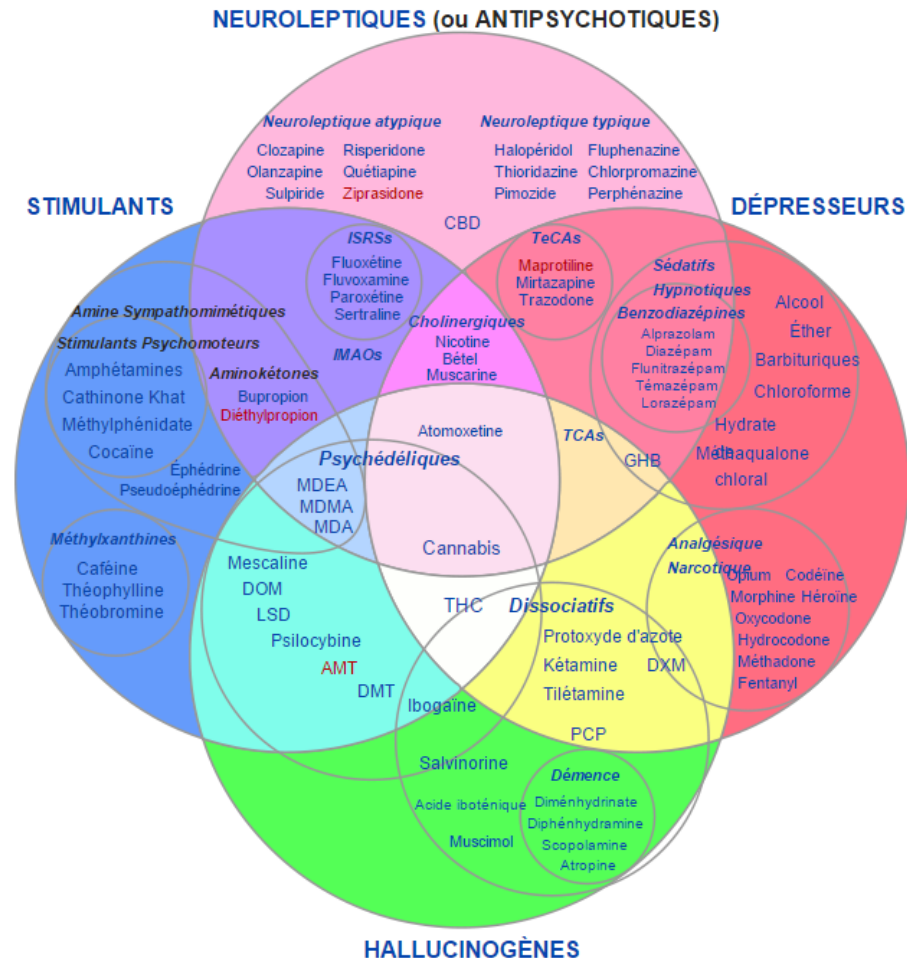 NEUROLEPTIQUES (ou ANTIPSYCHOTIQUES)
Neuroleptique atypique
Clozapine Risperidone
Olanzapine Quétiapine
Sulpiride Ziprasidone
Neuroleptique typique
Halopéridol Fluphenazine
Thioridazine Chlorpromazine
Pimozide Perphénazine
CBD
STIMULANTS
DÉPRESSEURS
ISRSs
Fluoxétine
Fluvoxamine
Paroxétine
Sertraline
IMAOs
TeCAs
Maprotiline
Mirtazapine
Trazodone
Sédatifs
Hypnotiques
Benzodiazépines
Alprazolam
Diazépam
Flunitrazépam
Témazépam
Lorazépam
Alcool
Éther
Barbituriques
Chloroforme
Hydrate
de
Méthaqualone
chloral
Amine Sympathomimétiques
Stimulants Psychomoteurs
Amphétamines
Cathinone Khat
Méthylphénidate
Cocaïne
Éphédrine
Pseudoéphédrine
Aminokétones
Bupropion
Diéthylpropion
Cholinergiques
Nicotine
Bétel
Muscarine
Atomoxetine
TCAs
GHB
Psychédéliques
MDEA
MDMA
MDA
Cannabis
Méthylxanthines
Caféine
Théophylline
Théobromine
Mescaline
DOM
LSD
Psilocybine
AMT
DMT
THC
Dissociatifs
Protoxyde d'azote
Kétamine DXM
Tilétamine
PCP
Analgésique
Narcotique
Opium Codéïne
Morphine Héroïne
Oxycodone
Hydrocodone
Méthadone
Fentanyl
Ibogaïne
Salvinorine
Acide iboténique
Muscimol
Démence
Diménhydrinate
Diphénhydramine
Scopolamine
Atropine
HALLUCINOGÈNES